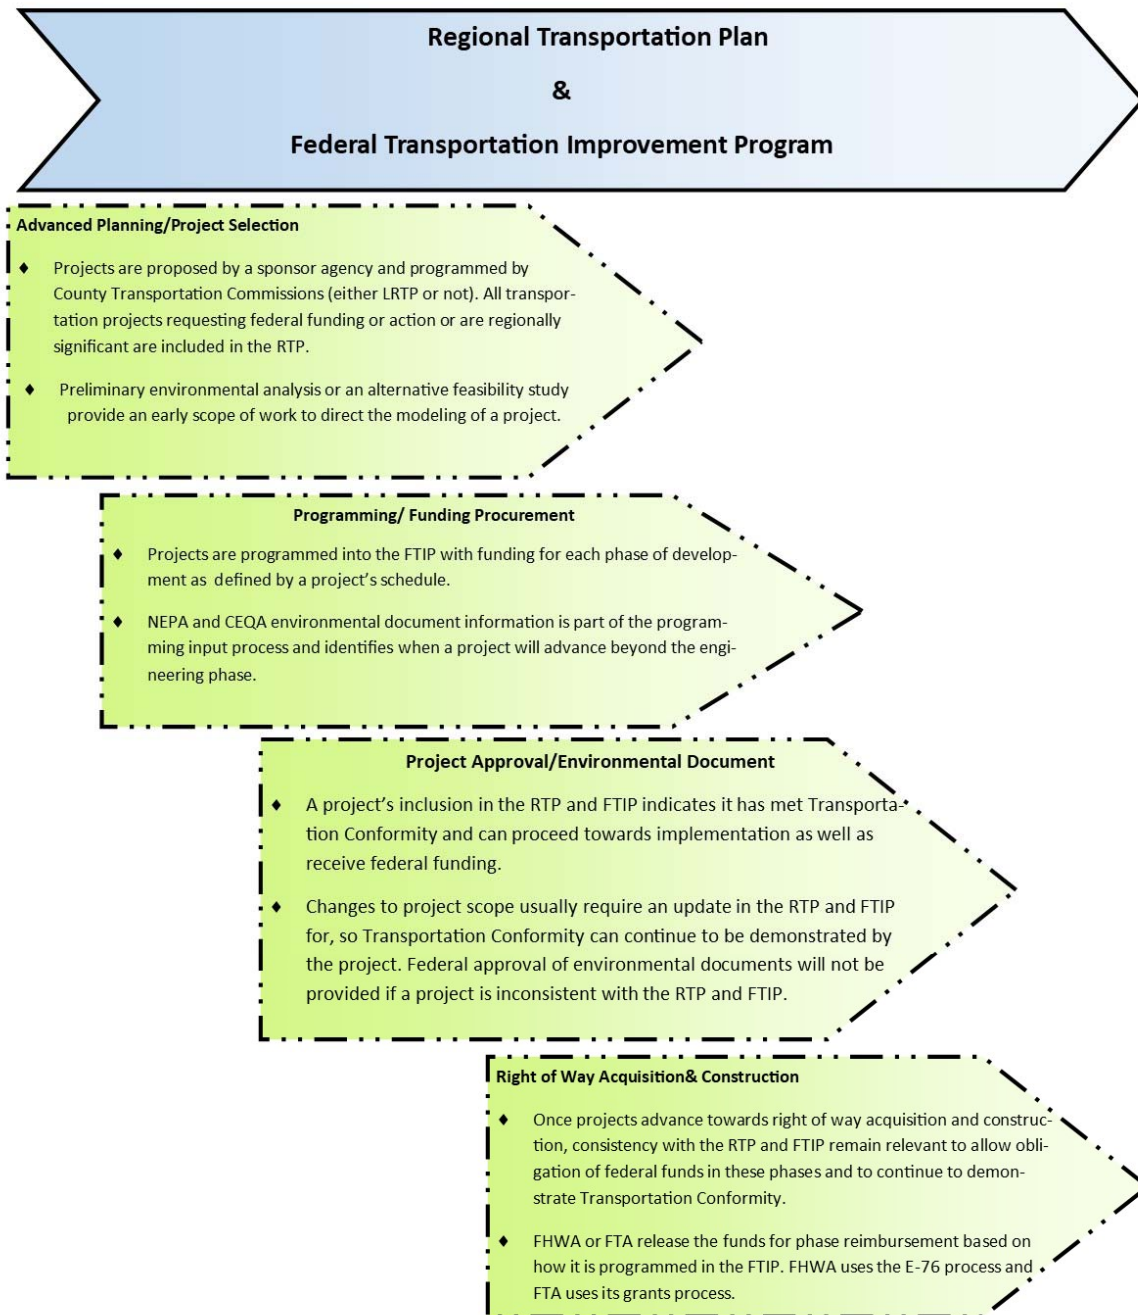 Regional Transportation Plan
&
Federal Transportation Improvement Program
Advanced Planning/Project Selection
♦ Projects are proposed by a sponsor agency and programmed by
County Transportation Commissions (either LRTP or not). All transpor-
tation projects requesting federal funding or action or are regionally
significant are included in the RTP.
♦ Preliminary environmental analysis or an alternative feasibility study
provide an early scope of work to direct the modeling of a project.
Programming/ Funding Procurement
♦ Projects are programmed into the FTIP with funding for each phase of develop-
ment as defined by a project's schedule.
♦ NEPA and CEQA environmental document information is part of the program-
ming input process and identifies when a project will advance beyond the engi-
neering phase.
Project Approval/Environmental Document
♦ A project's inclusion in the RTP and FTIP indicates it has met Transporta-
tion Conformity and can proceed towards implementation as well as
receive federal funding.
♦ Changes to project scope usually require an update in the RTP and FTIP
for, so Transportation Conformity can continue to be demonstrated by
the project. Federal approval of environmental documents will not be
provided if a project is inconsistent with the RTP and FTIP.
Right of Way Acquisition& Construction
♦ Once projects advance towards right of way acquisition and construc-
tion, consistency with the RTP and FTIP remain relevant to allow obli-
gation of federal funds in these phases and to continue to demon-
strate Transportation Conformity.
♦ FHWA or FTA release the funds for phase reimbursement based on
how it is programmed in the FTIP. FHWA uses the E-76 process and
FTA uses its grants process.